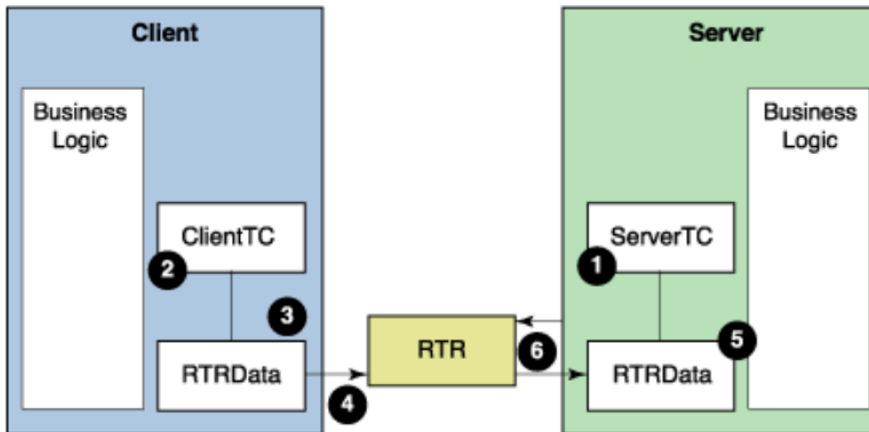 Client
Server
Business
Logic
Business
Logic
ClientTC
ServerTC
2
1
3
RTR
6
5
RTRData
RTRData
4